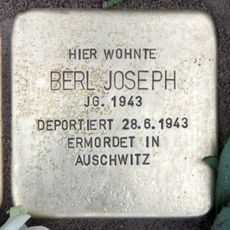 HIER WOHNTE
BERL JOSEPH
JG. 1943
DEPORTIERT 28.6.1943
ERMORDET IN
AUSCHWITZ